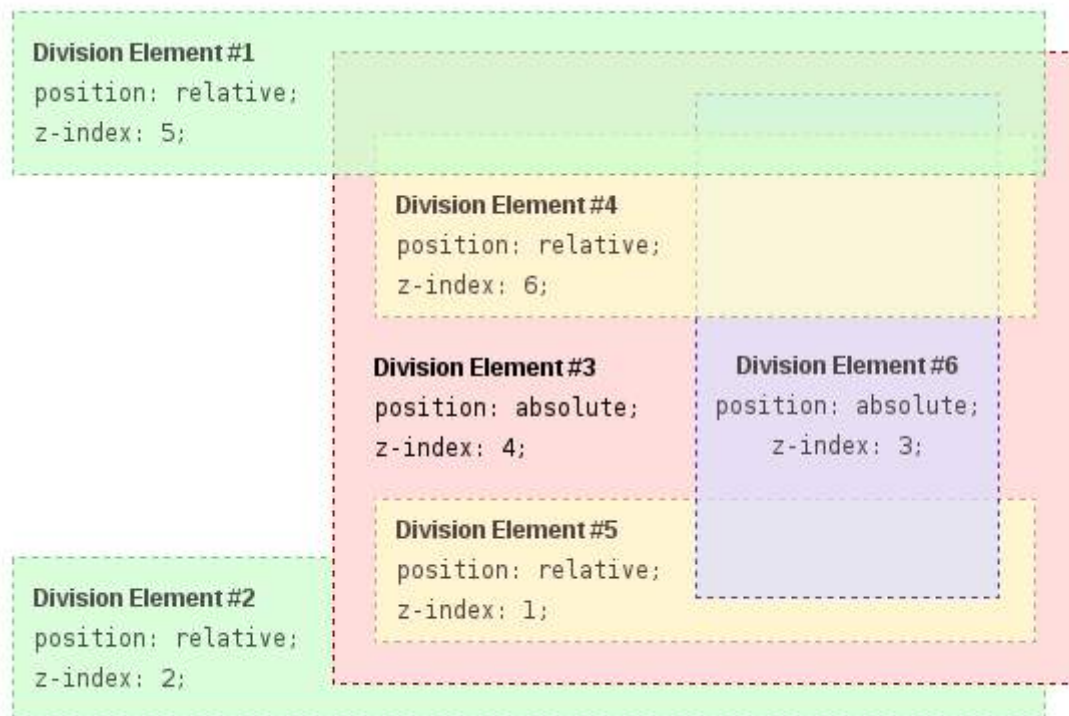 Division Element #1
position: relative;
z-index: 5;
Division Element #4
position: relative;
z-index: 6;
Division Element #3
position: absolute;
z-index: 4;
Division Element #6
position: absolute;
z-index: 3;
Division Element #5
position: relative;
z-index: 1;
Division Element #2
position: relative;
z-index: 2;